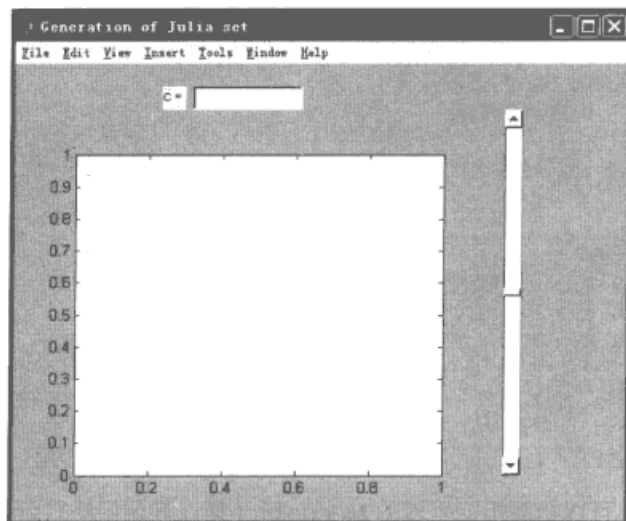 Generation of Julia set
File Edit View Insert Tools Window Help
C =
1
0.9
0.8
0.7
0.6
0.5
0.4
0.3
0.2
0.1
0
0 0.2 0.4 0.6 0.8 1